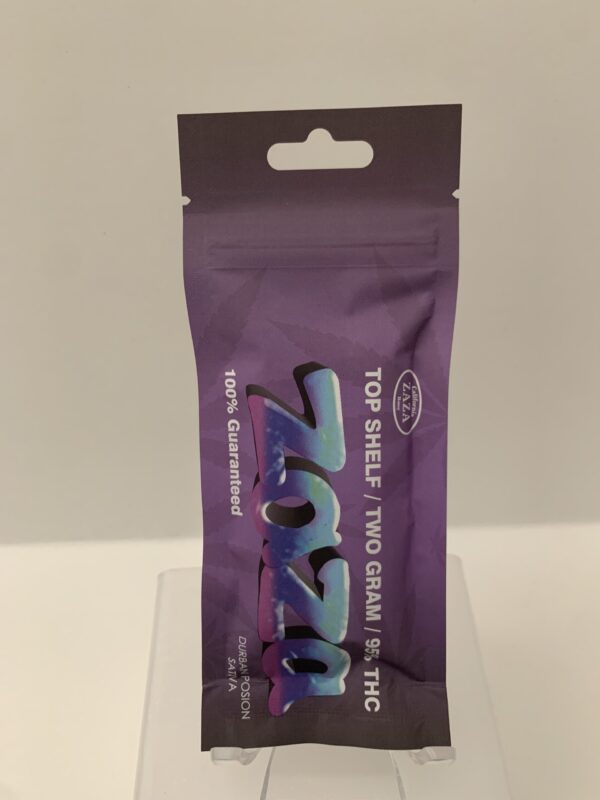 California
ZAZA
TOP SHELF / TWO GRAM / 95% THC
zaza
100% Guaranteed
DURBAN POSION
SATIVA